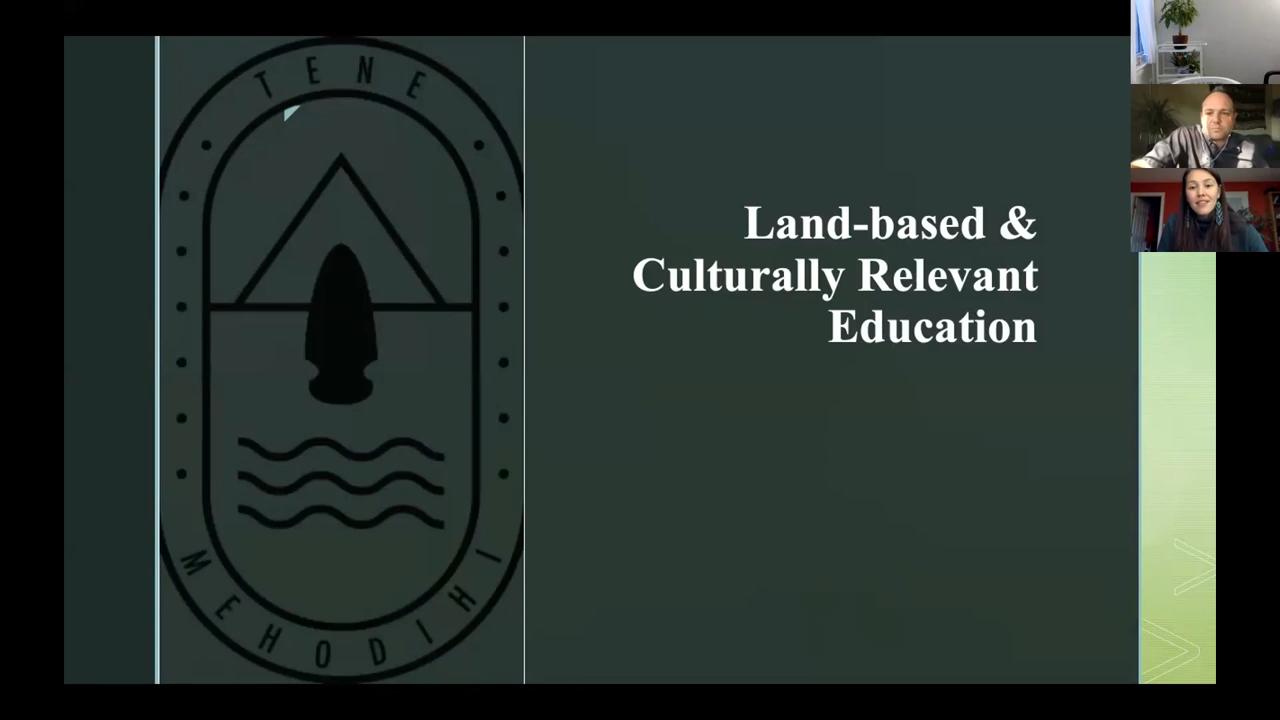 TENE
MEHODIHI
Land-based &
Culturally Relevant
Education